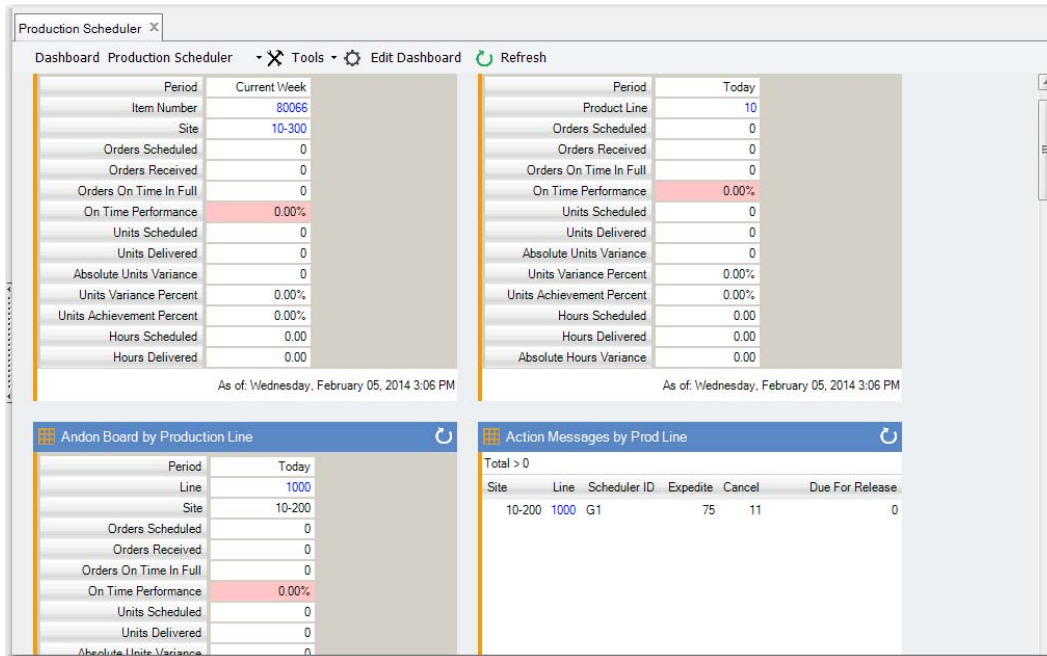 Production Scheduler X
Dashboard Production Scheduler Tools Edit Dashboard Refresh
Period Current Week
Item Number 80066
Site 10-300
Orders Scheduled 0
Orders Received 0
Orders On Time In Full 0
On Time Performance 0.00%
Units Scheduled 0
Units Delivered 0
Absolute Units Variance 0
Units Variance Percent 0.00%
Units Achievement Percent 0.00%
Hours Scheduled 0.00
Hours Delivered 0.00
As of: Wednesday, February 05, 2014 3:06 PM
Period Today
Product Line 10
Orders Scheduled 0
Orders Received 0
Orders On Time In Full 0
On Time Performance 0.00%
Units Scheduled 0
Units Delivered 0
Absolute Units Variance 0
Units Variance Percent 0.00%
Units Achievement Percent 0.00%
Hours Scheduled 0.00
Hours Delivered 0.00
Absolute Hours Variance 0.00
As of: Wednesday, February 05, 2014 3:06 PM
Andon Board by Production Line
Period Today
Line 1000
Site 10-200
Orders Scheduled 0
Orders Received 0
Orders On Time In Full 0
On Time Performance 0.00%
Units Scheduled 0
Units Delivered 0
Absolute Units Variance 0
Action Messages by Prod Line
Total > 0
Site Line Scheduler ID Expedite Cancel Due For Release
10-200 1000 G1 75 11 0